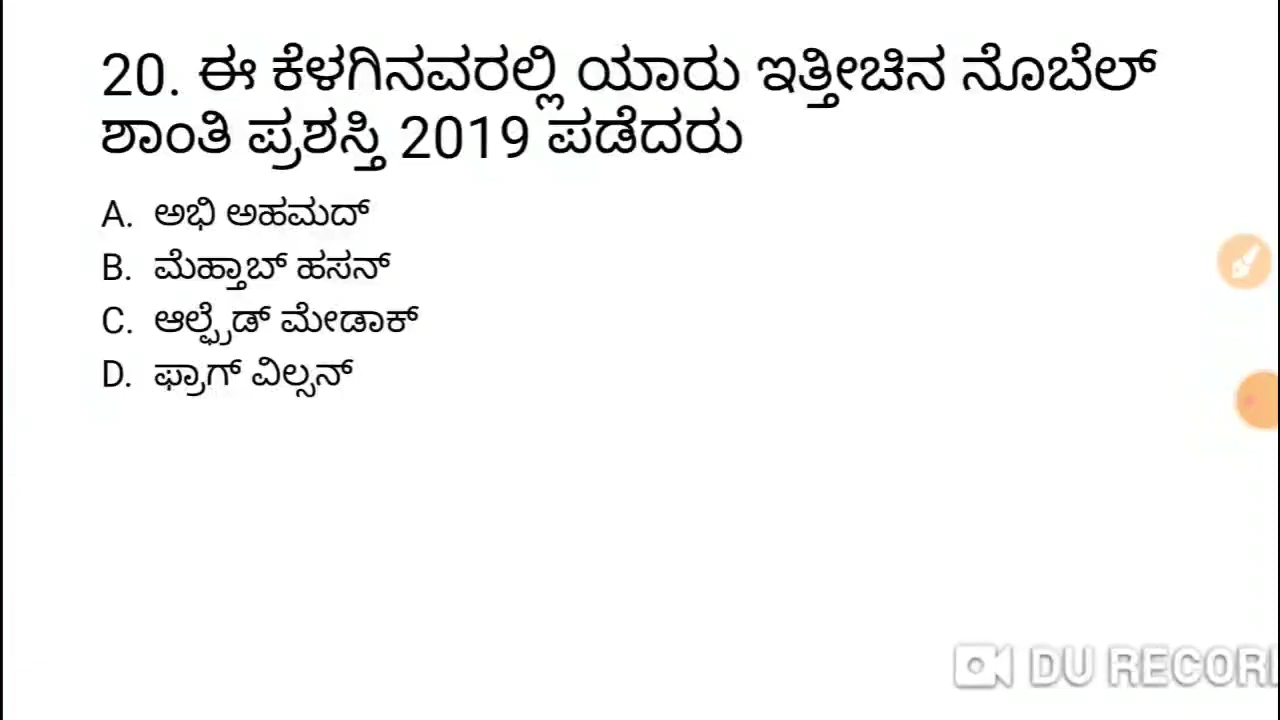 20. ಈ ಕೆಳಗಿನವರಲ್ಲಿ ಯಾರು ಇತ್ತೀಚಿನ ನೊಬೆಲ್
ಶಾಂತಿ ಪ್ರಶಸ್ತಿ 2019 ಪಡೆದರು
A. ಅಭಿ ಅಹಮದ್
B. ಮೆಹ್ತಾಬ್ ಹಸನ್
C. ಆಲ್ಫ್ರೆಡ್ ಮೇಡಾಕ್
D. ಫ್ರಾಗ್ ವಿಲ್ಸನ್
DU RECOR